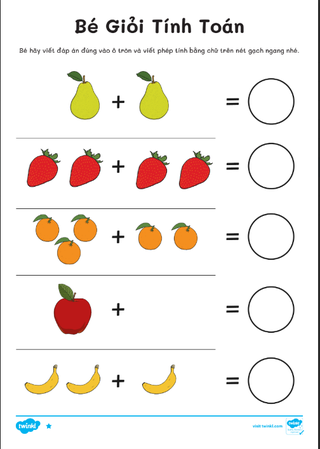 Bé Giỏi Tính Toán
Bé hãy viết đáp án đúng vào ô tròn và viết phép tính bằng chữ trên nét gạch ngang nhé.
+ =
+ =
+ =
+ =
+ =
twinkl
visit twinkl.com